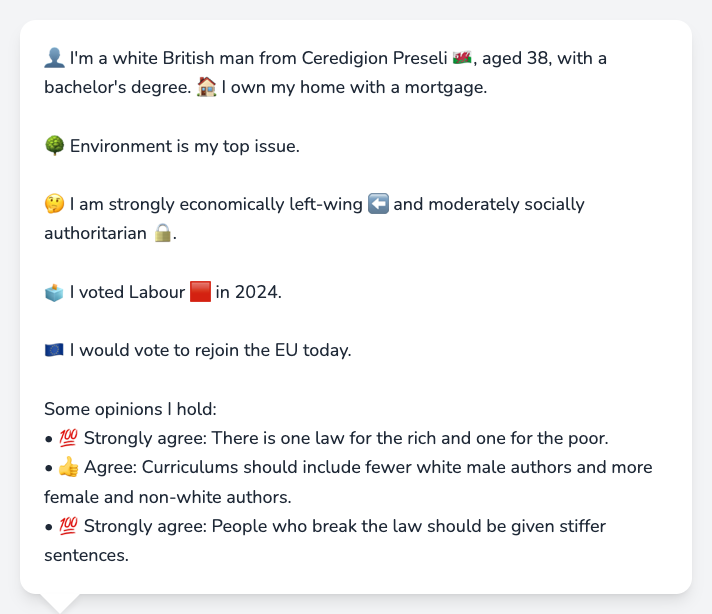 👤 I'm a white British man from Ceredigion Preseli 🏴󠁧󠁢󠁷󠁬󠁳󠁿, aged 38, with a
bachelor's degree. 🏠 I own my home with a mortgage.
🌳 Environment is my top issue.
🤔 I am strongly economically left-wing ⬅️ and moderately socially
authoritarian 🔒.
🗳️ I voted Labour 🟥 in 2024.
🇪🇺 I would vote to rejoin the EU today.
Some opinions I hold:
• 💯 Strongly agree: There is one law for the rich and one for the poor.
• 👍 Agree: Curriculums should include fewer white male authors and more
female and non-white authors.
• 💯 Strongly agree: People who break the law should be given stiffer
sentences.